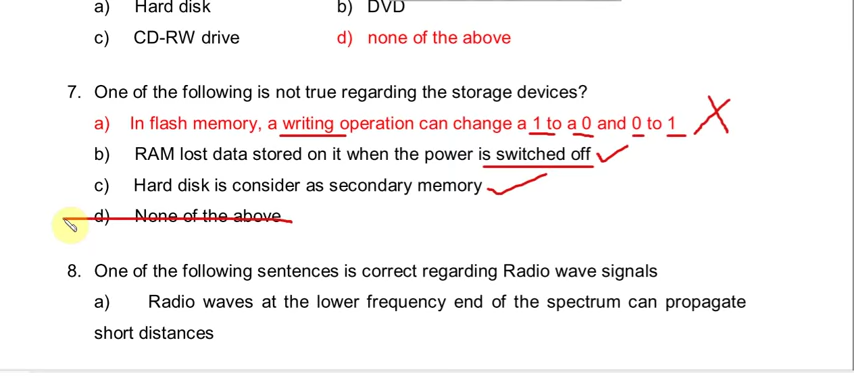 a) Hard disk b) DVD
c) CD-RW drive d) none of the above
7. One of the following is not true regarding the storage devices?
a) In flash memory, a writing operation can change a 1 to a 0 and 0 to 1
b) RAM lost data stored on it when the power is switched off
c) Hard disk is consider as secondary memory
d) None of the above
8. One of the following sentences is correct regarding Radio wave signals
a) Radio waves at the lower frequency end of the spectrum can propagate
short distances